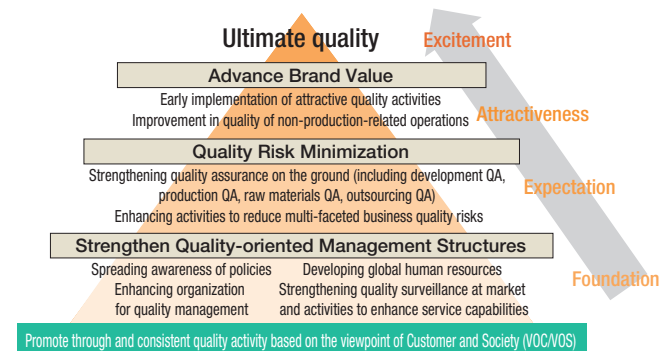 Ultimate quality
Excitement
Advance Brand Value
Early implementation of attractive quality activities
Improvement in quality of non-production-related operations
Attractiveness
Quality Risk Minimization
Strengthening quality assurance on the ground (including development QA,
production QA, raw materials QA, outsourcing QA)
Enhancing activities to reduce multi-faceted business quality risks
Expectation
Strengthen Quality-oriented Management Structures
Spreading awareness of policies
Enhancing organization
for quality management
Developing global human resources
Strengthening quality surveillance at market
and activities to enhance service capabilities
Foundation
Promote through and consistent quality activity based on the viewpoint of Customer and Society (VOC/VOS)